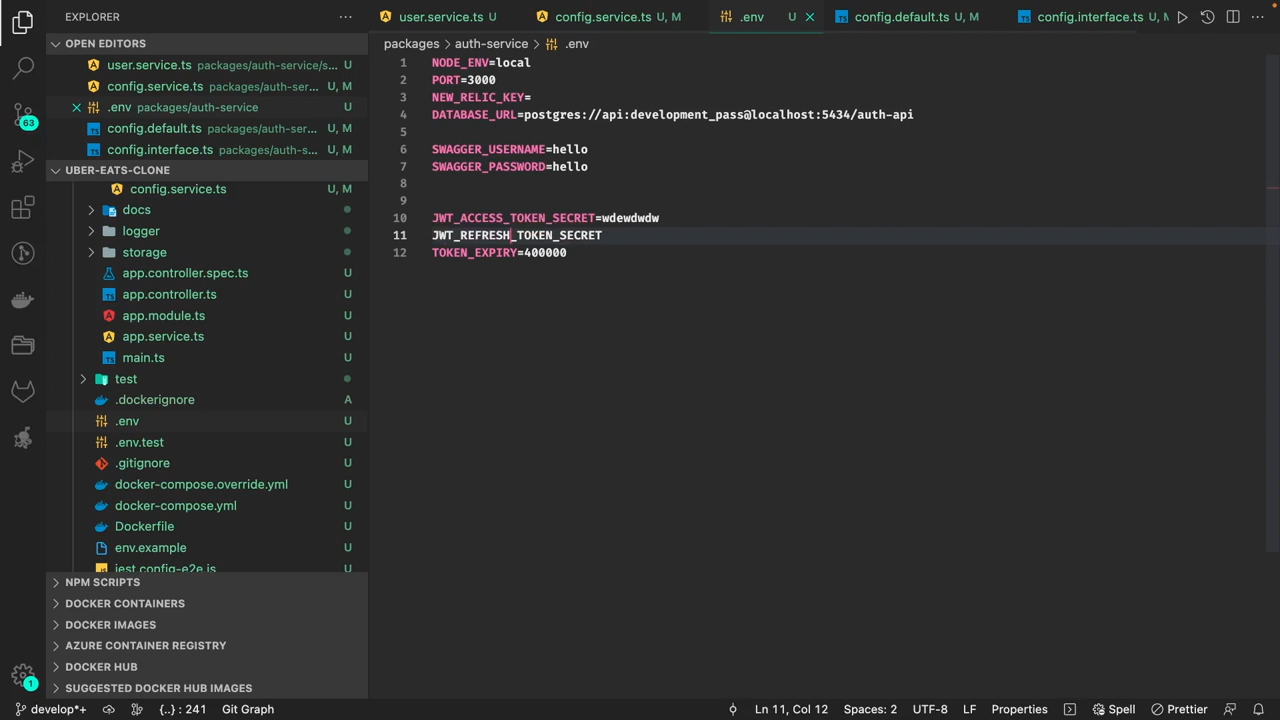 EXPLORER
user.service.ts U
config.service.ts U, M
.env U
config.default.ts U, M
config.interface.ts U, M
OPEN EDITORS
user.service.ts packages/auth-service/s... U
config.service.ts packages/auth-ser... U, M
.env packages/auth-service U
config.default.ts packages/auth-serv... U, M
config.interface.ts packages/auth-s... U, M
UBER-EATS-CLONE
config.service.ts U, M
docs
logger
storage
app.controller.spec.ts U
app.controller.ts U
app.module.ts U
app.service.ts U
main.ts U
test
.dockerignore A
.env U
.env.test U
.gitignore U
docker-compose.override.yml U
docker-compose.yml U
Dockerfile U
env.example U
jest.config-e2e.js U
NPM SCRIPTS
DOCKER CONTAINERS
DOCKER IMAGES
AZURE CONTAINER REGISTRY
DOCKER HUB
SUGGESTED DOCKER HUB IMAGES
packages > auth-service > .env
1 NODE_ENV=local
2 PORT=3000
3 NEW_RELIC_KEY=
4 DATABASE_URL=postgres://api:development_pass@localhost:5434/auth-api
5
6 SWAGGER_USERNAME=hello
7 SWAGGER_PASSWORD=hello
8
9
10 JWT_ACCESS_TOKEN_SECRET=wdewdwdw
11 JWT_REFRESH_TOKEN_SECRET
12 TOKEN_EXPIRY=400000
63
1
develop*+ {..} : 241 Git Graph Ln 11, Col 12 Spaces: 2 UTF-8 LF Properties Spell Prettier